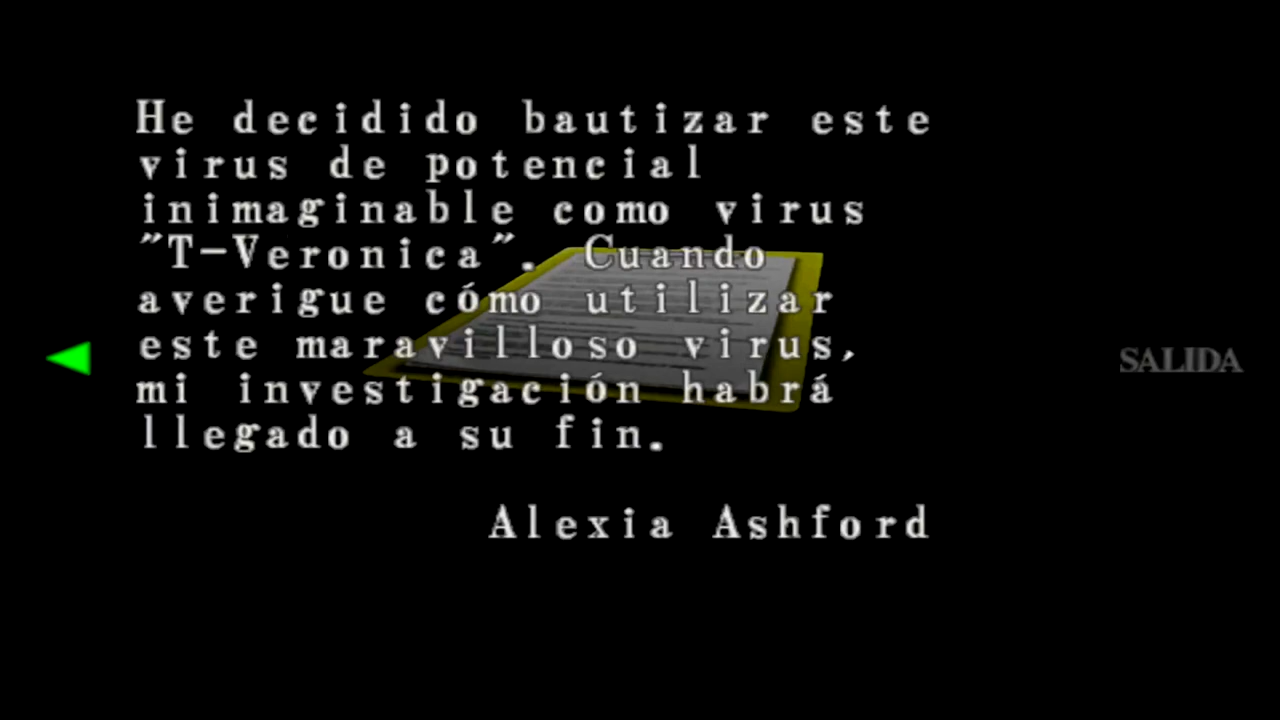 He decidido bautizar este
virus de potencial
inimaginable como virus
"T-Veronica". Cuando
averigue cómo utilizar
este maravilloso virus,
mi investigación habrá
llegado a su fin.
Alexia Ashford
SALIDA